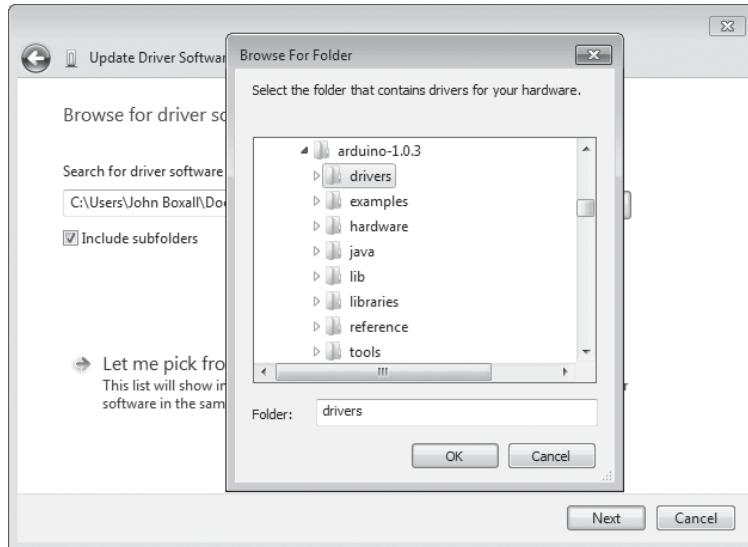 Update Driver Softwar
Browse For Folder
Select the folder that contains drivers for your hardware.
Browse for driver so
Search for driver software
C:\Users\John Boxall\Do
Include subfolders
arduino-1.0.3
drivers
examples
hardware
java
lib
libraries
reference
tools
Let me pick fro
This list will show in
software in the sam
Folder:
drivers
OK
Cancel
Next
Cancel